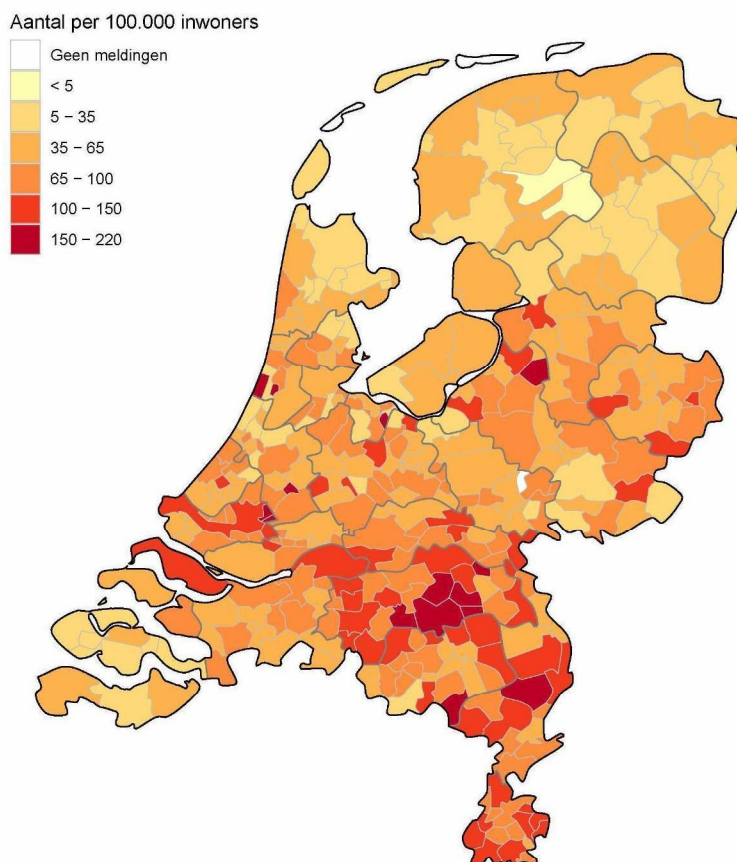 Aantal per 100.000 inwoners
Geen meldingen
< 5
5 – 35
35 – 65
65 – 100
100 – 150
150 – 220